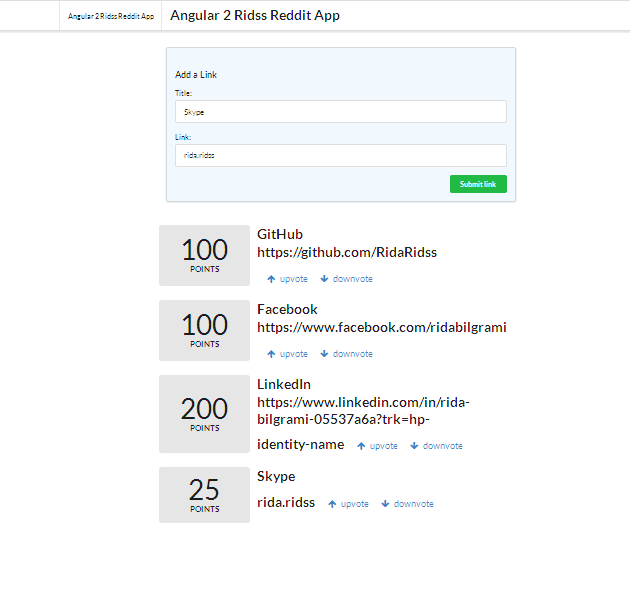 Angular 2 Ridss Reddit App Angular 2 Ridss Reddit App
Add a Link
Title:
Skype
Link:
rida.ridss
Submit link
100
POINTS
GitHub
https://github.com/RidaRidss
upvote downvote
100
POINTS
Facebook
https://www.facebook.com/ridabilgrami
upvote downvote
200
POINTS
LinkedIn
https://www.linkedin.com/in/rida-
bilgrami-05537a6a?trk=hp-
identity-name upvote downvote
25
POINTS
Skype
rida.ridss upvote downvote